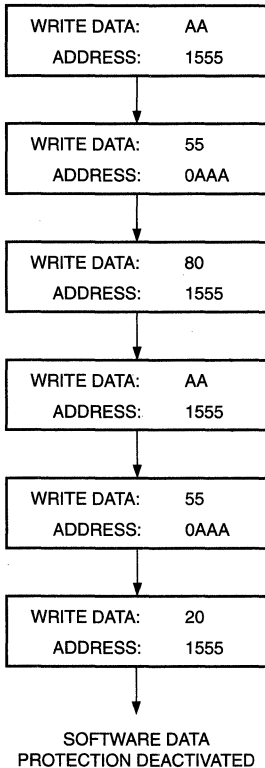 WRITE DATA: AA
ADDRESS: 1555
WRITE DATA: 55
ADDRESS: 0AAA
WRITE DATA: 80
ADDRESS: 1555
WRITE DATA: AA
ADDRESS: 1555
WRITE DATA: 55
ADDRESS: 0AAA
WRITE DATA: 20
ADDRESS: 1555
SOFTWARE DATA
PROTECTION DEACTIVATED